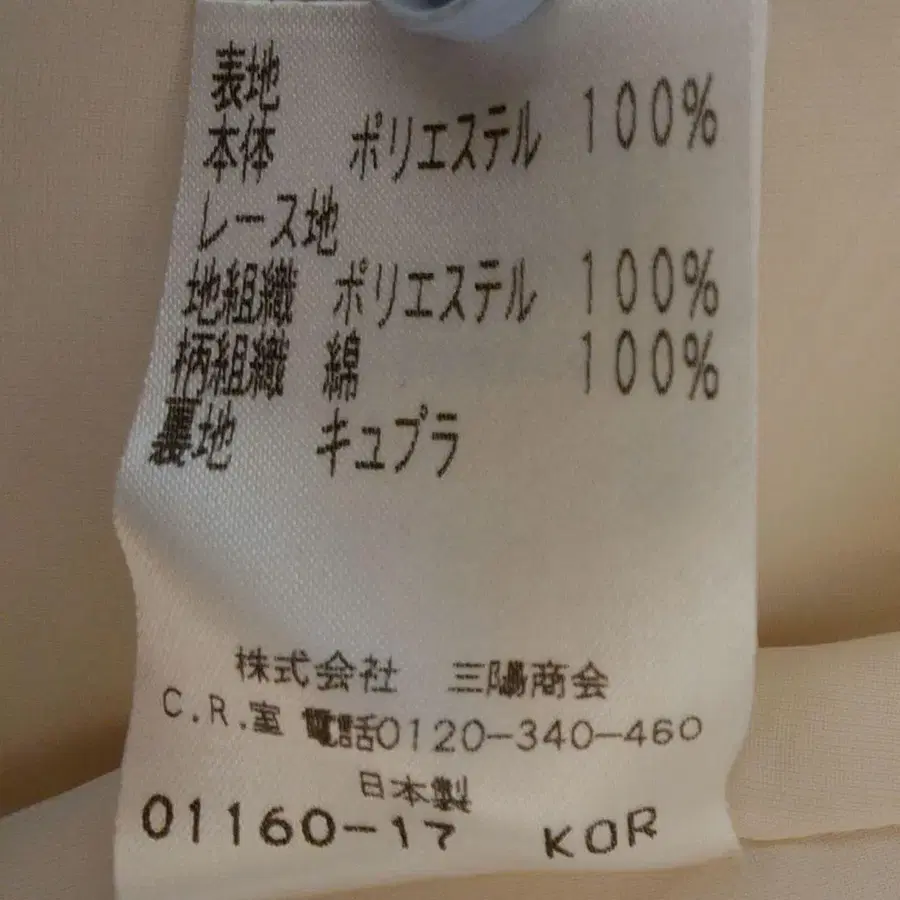 表地
本体 ポリエステル 100%
レース地
地組織 ポリエステル 100%
柄組織 綿 100%
裏地 キュプラ
株式会社 三陽商会
C.R.室 電話0120-340-460
日本製
01160-17 KOR